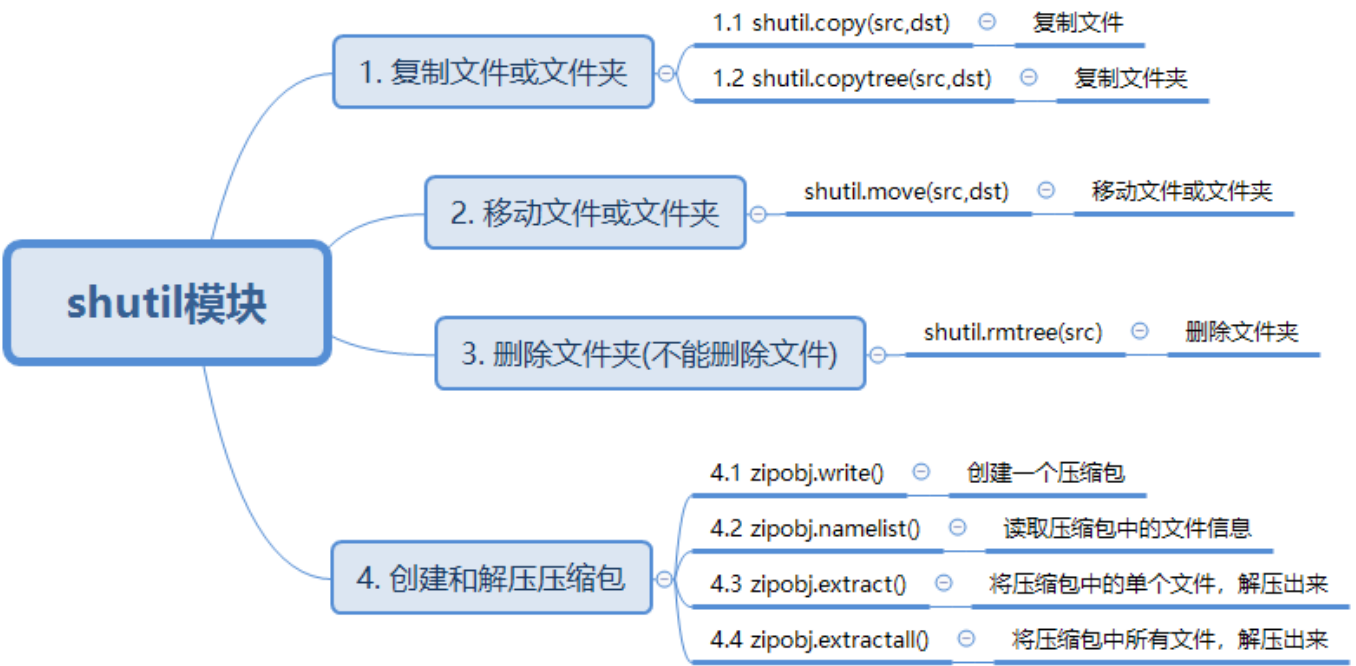 shutil模块
1. 复制文件或文件夹
1.1 shutil.copy(src,dst)
复制文件
1.2 shutil.copytree(src,dst)
复制文件夹
2. 移动文件或文件夹
shutil.move(src,dst)
移动文件或文件夹
3. 删除文件夹(不能删除文件)
shutil.rmtree(src)
删除文件夹
4. 创建和解压压缩包
4.1 zipobj.write()
创建一个压缩包
4.2 zipobj.namelist()
读取压缩包中的文件信息
4.3 zipobj.extract()
将压缩包中的单个文件，解压出来
4.4 zipobj.extractall()
将压缩包中所有文件，解压出来